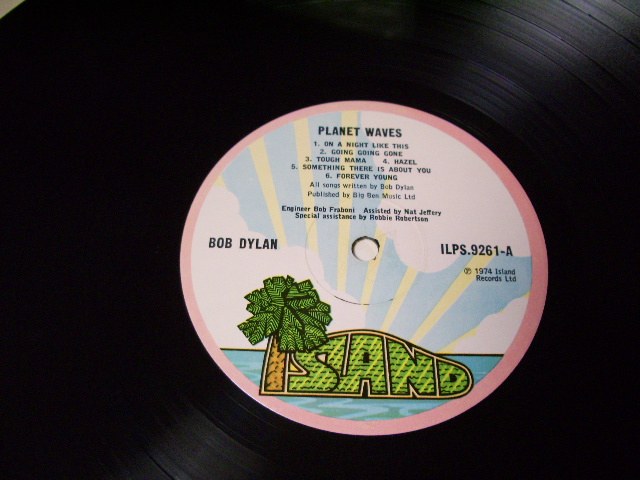 PLANET WAVES
1. ON A NIGHT LIKE THIS
2. GOING GOING GONE
3. TOUGH MAMA 4. HAZEL
5. SOMETHING THERE IS ABOUT YOU
6. FOREVER YOUNG
All songs written by Bob Dylan
Published by Big Ben Music Ltd
Engineer Bob Fraboni Assisted by Nat Jeffery
Special assistance by Robbie Robertson
BOB DYLAN
ILPS.9261-A
℗ 1974 Island
Records Ltd
ISLAND